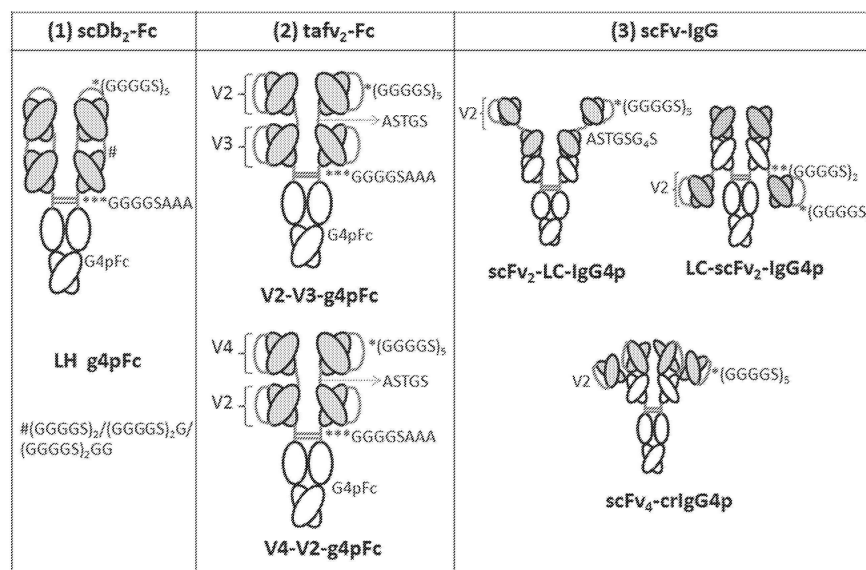 (1) scDb2-Fc
*(GGGGS)5
#
***GGGGSAAA
G4pFc
LH g4pFc
#(GGGGS)2/(GGGGS)2G/
(GGGGS)2GG
(2) tafv2-Fc
V2
*(GGGGS)5
ASTGS
V3
***GGGGSAAA
G4pFc
V2-V3-g4pFc
V4
*(GGGGS)5
ASTGS
V2
***GGGGSAAA
G4pFc
V4-V2-g4pFc
(3) scFv-IgG
V2
*(GGGGS)5
ASTGSG4S
scFv2-LC-IgG4p
**(GGGGS)2
V2
*(GGGGS
LC-scFv2-IgG4p
V2
*(GGGGS)5
scFv4-crIgG4p